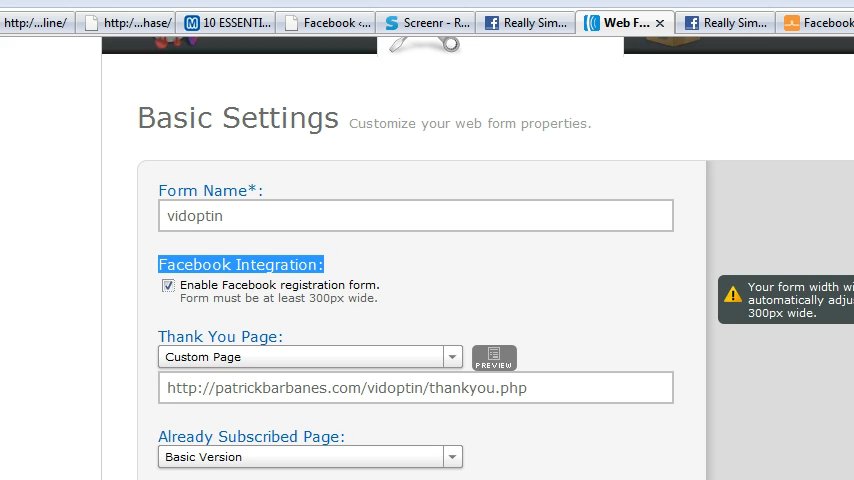 http:/...line/ http:/...hase/ 10 ESSENTI... Facebook ‹... Screenr - R... Really Sim... Web F... Really Sim... Facebook
Basic Settings Customize your web form properties.
Form Name*:
vidoptin
Facebook Integration:
Enable Facebook registration form.
Form must be at least 300px wide.
Your form width wi
automatically adju
300px wide.
Thank You Page:
Custom Page
PREVIEW
http://patrickbarbanes.com/vidoptin/thankyou.php
Already Subscribed Page:
Basic Version